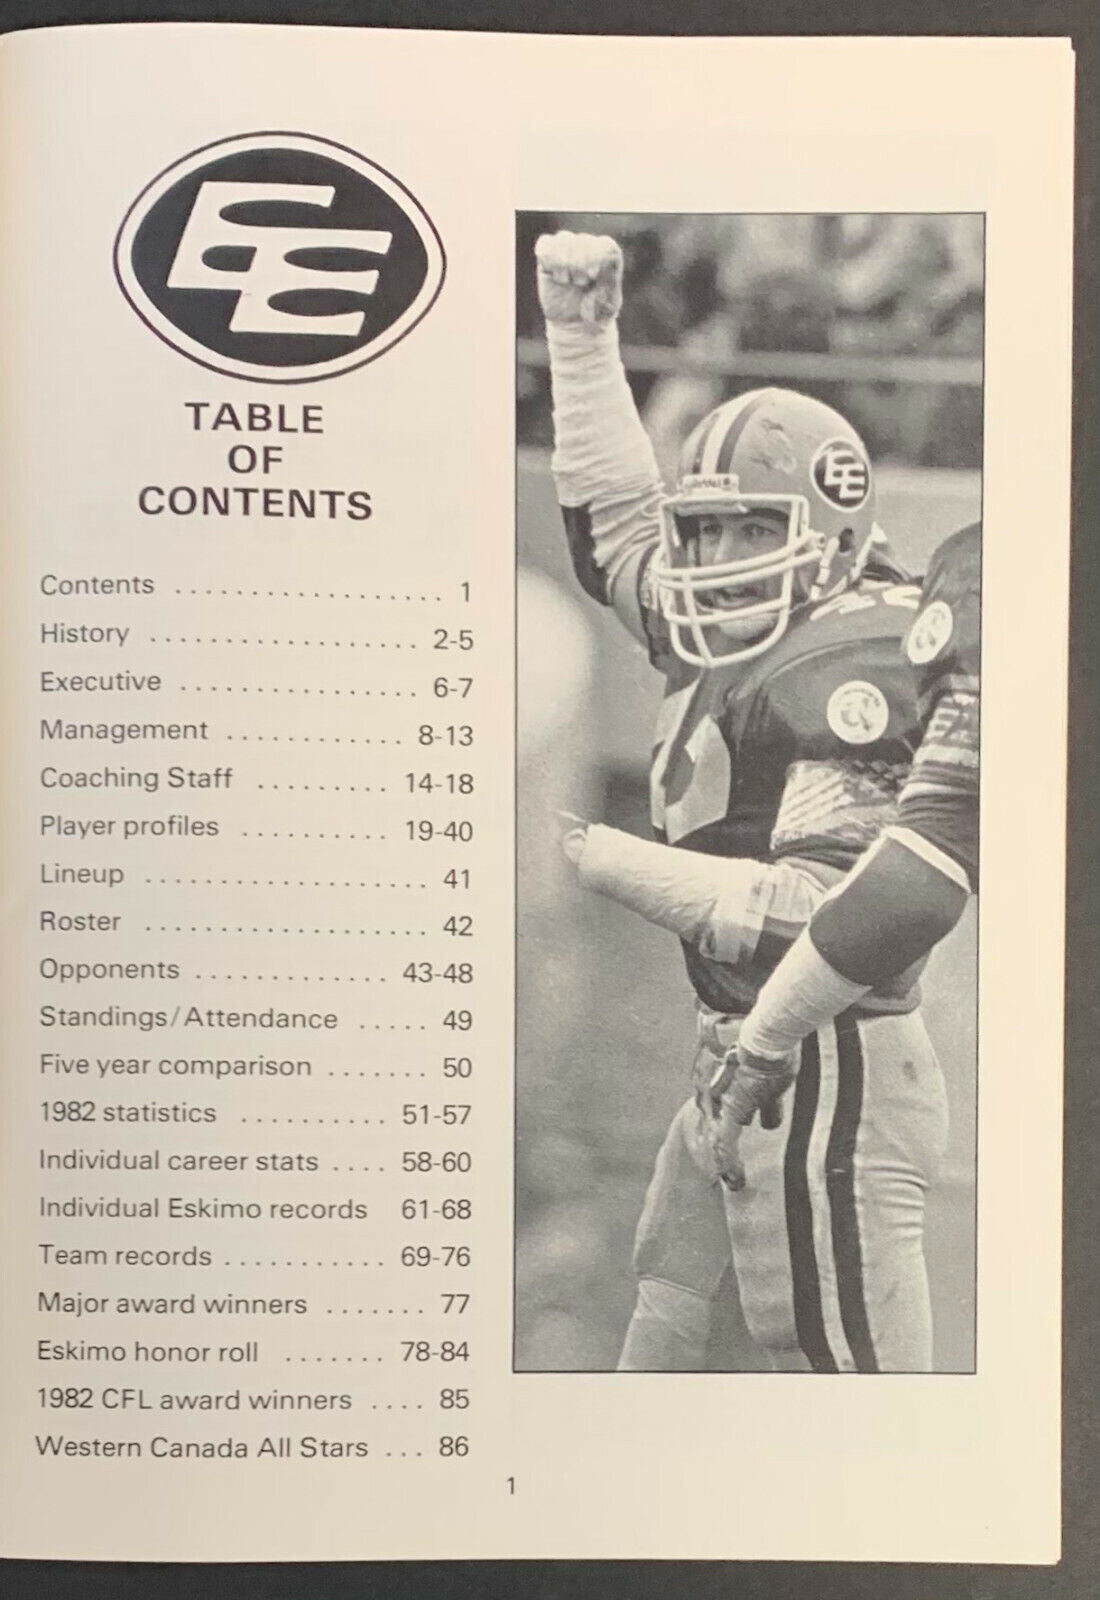 EE
TABLE
OF
CONTENTS
Contents . . . . . . . . . . . . . . . . . . 1
History . . . . . . . . . . . . . . . . . . 2-5
Executive . . . . . . . . . . . . . . . . 6-7
Management . . . . . . . . . . . . 8-13
Coaching Staff . . . . . . . . . 14-18
Player profiles . . . . . . . . . . 19-40
Lineup . . . . . . . . . . . . . . . . . . . 41
Roster . . . . . . . . . . . . . . . . . . . 42
Opponents . . . . . . . . . . . . . 43-48
Standings/Attendance . . . . . 49
Five year comparison . . . . . . . 50
1982 statistics . . . . . . . . . . 51-57
Individual career stats . . . . 58-60
Individual Eskimo records 61-68
Team records . . . . . . . . . . . 69-76
Major award winners . . . . . . . 77
Eskimo honor roll . . . . . . . 78-84
1982 CFL award winners . . . . 85
Western Canada All Stars . . . 86
Riddell
EE
1